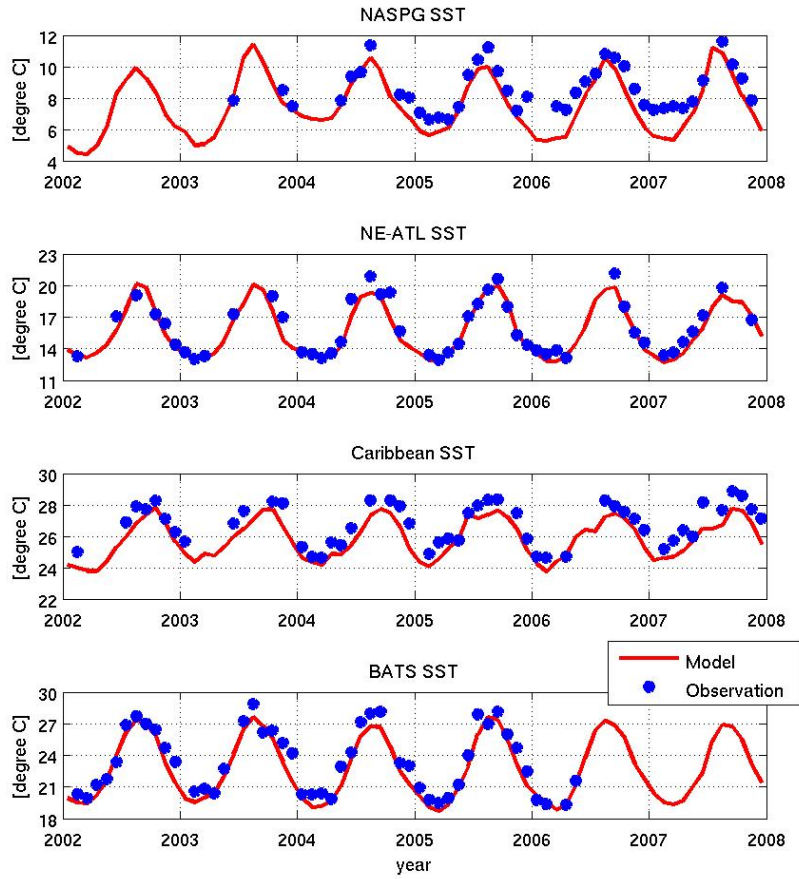 NASPG SST
12
10
8
6
4
[degree C]
2002 2003 2004 2005 2006 2007 2008
NE-ATL SST
23
20
17
14
11
[degree C]
2002 2003 2004 2005 2006 2007 2008
Caribbean SST
30
28
26
24
22
[degree C]
2002 2003 2004 2005 2006 2007 2008
Model
Observation
BATS SST
30
27
24
21
18
[degree C]
2002 2003 2004 2005 2006 2007 2008
year